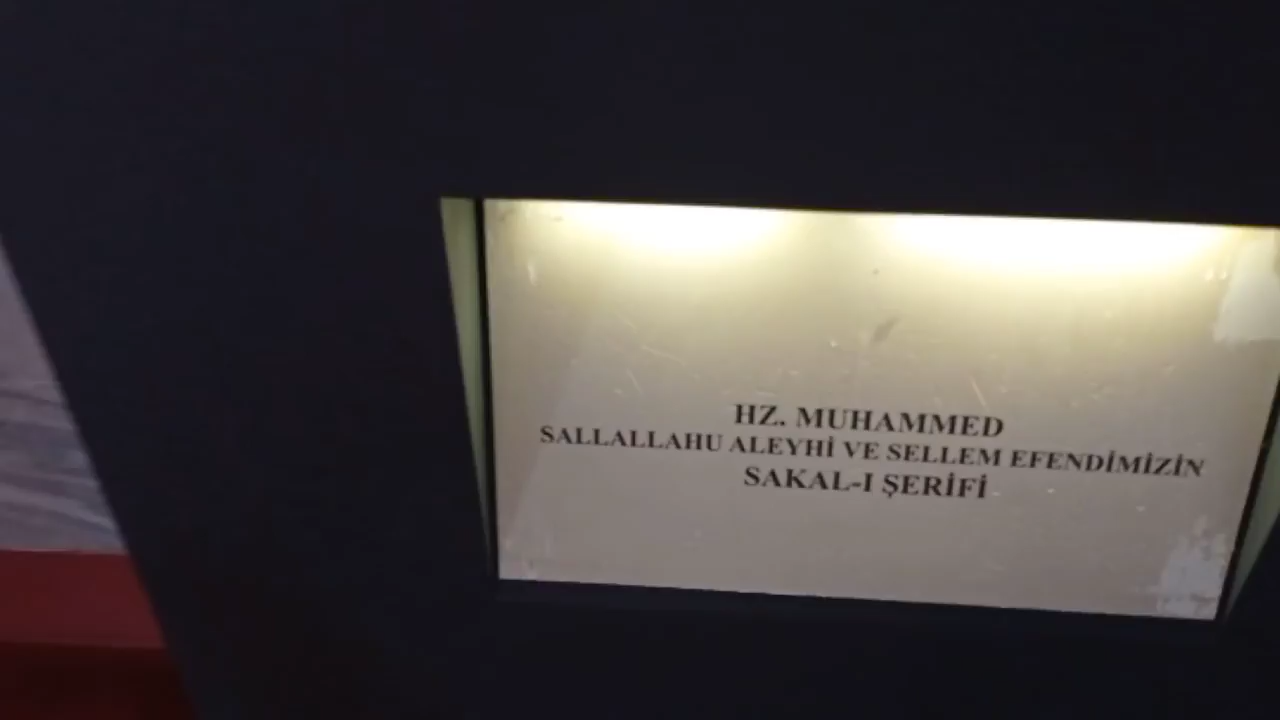 HZ. MUHAMMED
SALLALLAHU ALEYHİ VE SELLEM EFENDİMİZİN
SAKAL-I ŞERİFİ